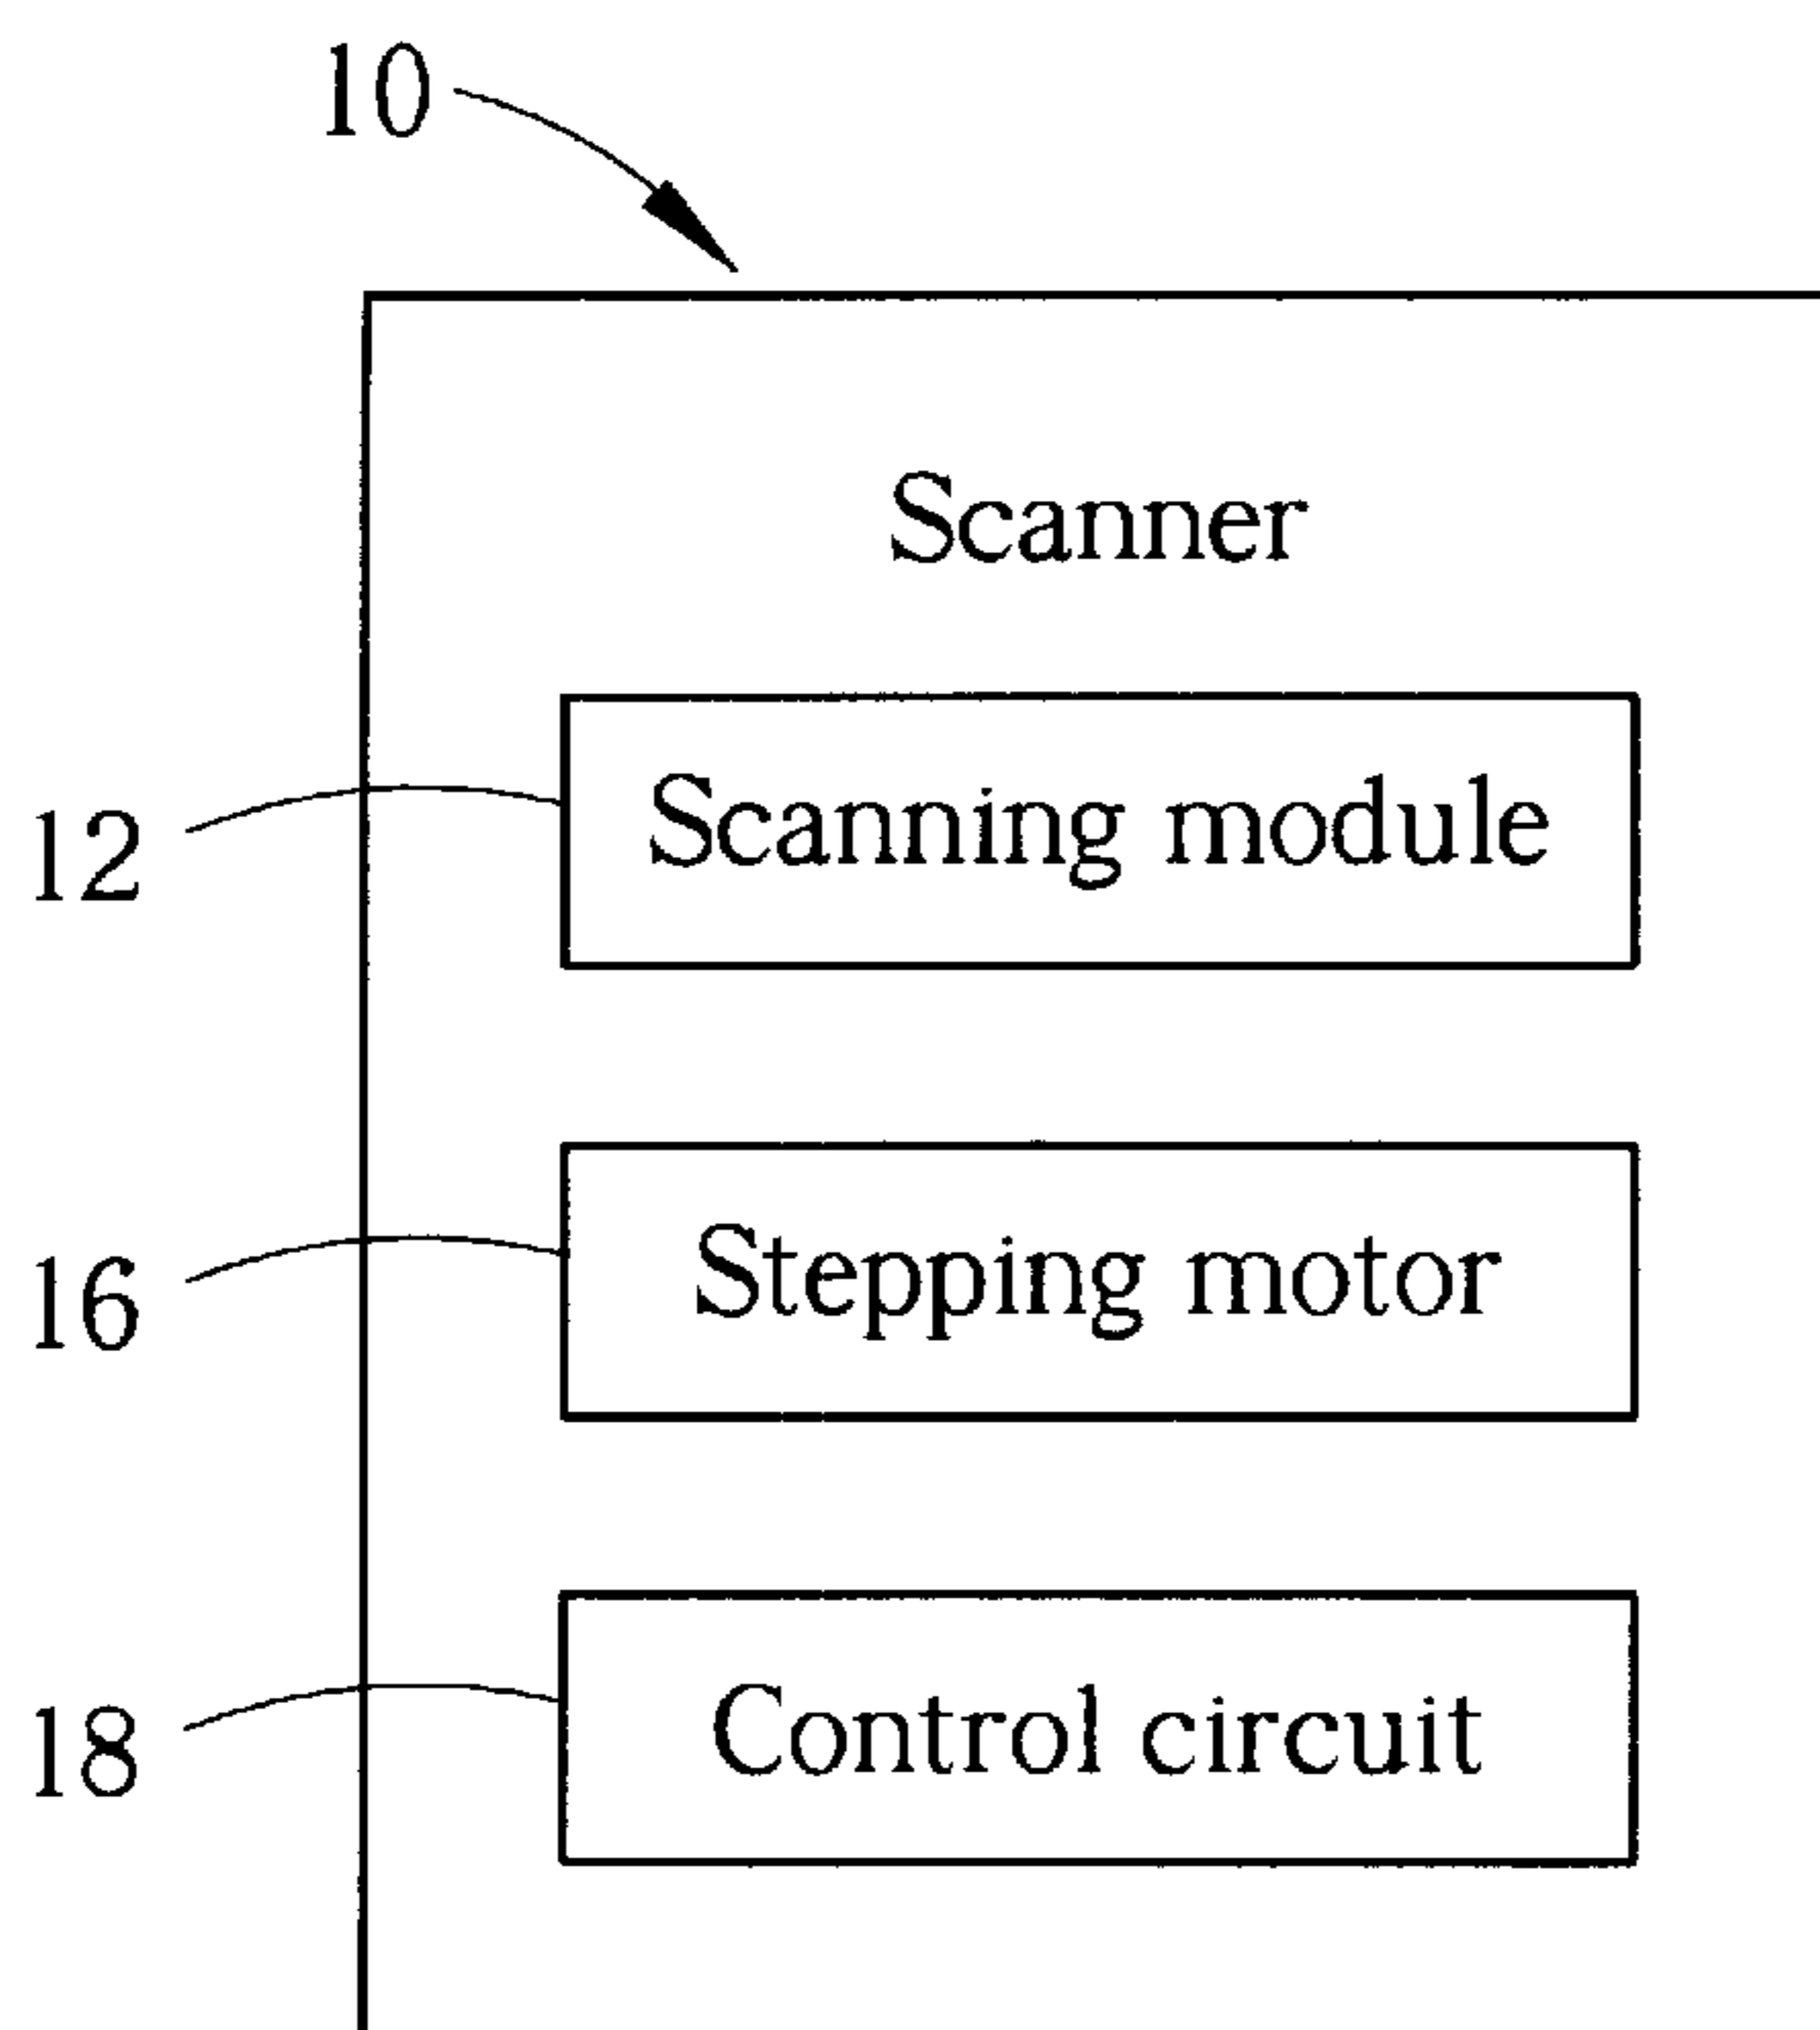 10
Scanner
12 Scanning module
16 Stepping motor
18 Control circuit